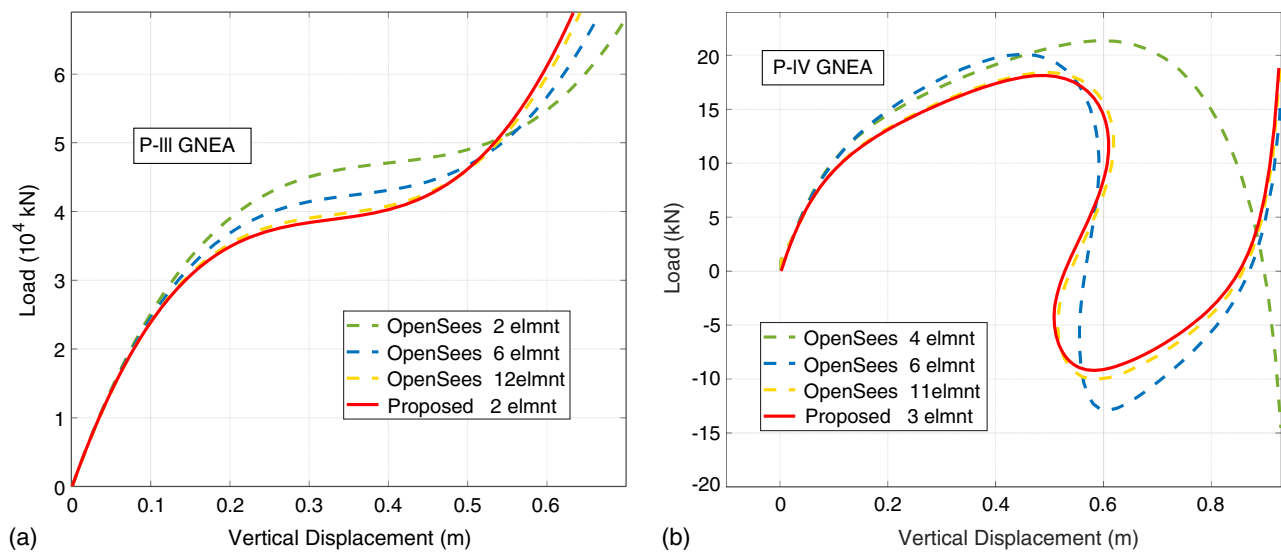 P-III GNEA
Load (10^4 kN)
6
5
4
3
2
1
0
OpenSees 2 elmnt
OpenSees 6 elmnt
OpenSees 12elmnt
Proposed 2 elmnt
0 0.1 0.2 0.3 0.4 0.5 0.6
(a) Vertical Displacement (m)
P-IV GNEA
Load (kN)
20
15
10
5
0
-5
-10
-15
-20
OpenSees 4 elmnt
OpenSees 6 elmnt
OpenSees 11elmnt
Proposed 3 elmnt
0 0.2 0.4 0.6 0.8
(b) Vertical Displacement (m)